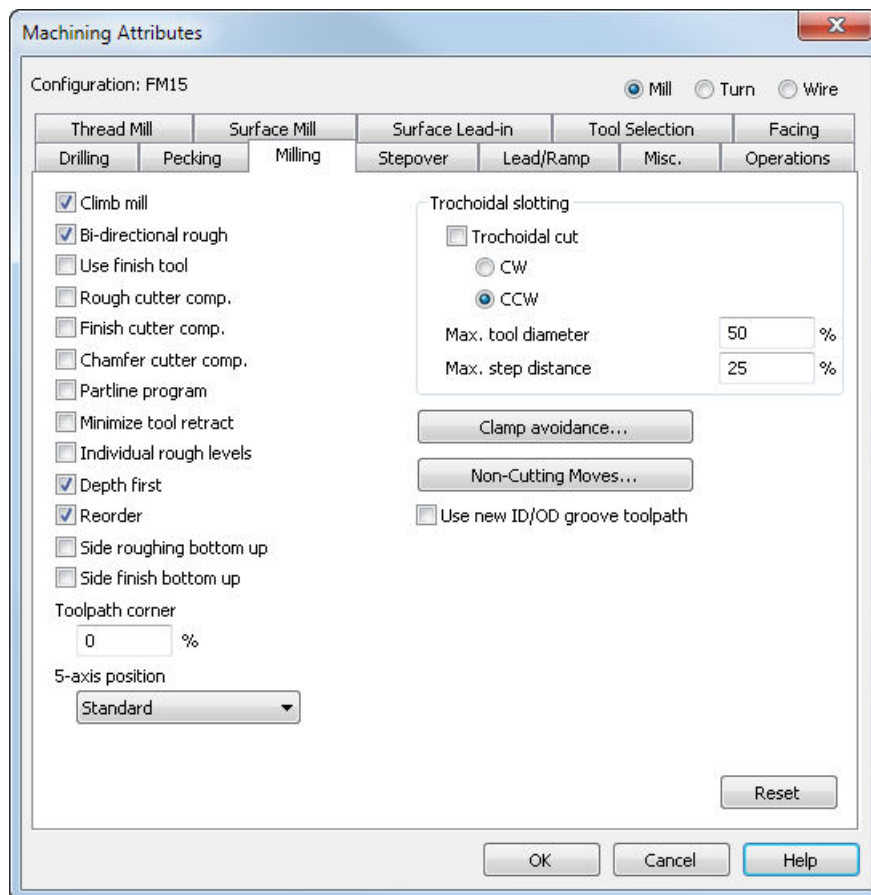 Machining Attributes
Configuration: FM15
Mill Turn Wire
Thread Mill Surface Mill Surface Lead-in Tool Selection Facing
Drilling Pecking Milling Stepover Lead/Ramp Misc. Operations
Climb mill
Bi-directional rough
Use finish tool
Rough cutter comp.
Finish cutter comp.
Chamfer cutter comp.
Partline program
Minimize tool retract
Individual rough levels
Depth first
Reorder
Side roughing bottom up
Side finish bottom up
Toolpath corner
0 %
5-axis position
Standard
Trochoidal slotting
Trochoidal cut
CW
CCW
Max. tool diameter 50 %
Max. step distance 25 %
Clamp avoidance...
Non-Cutting Moves...
Use new ID/OD groove toolpath
Reset
OK Cancel Help